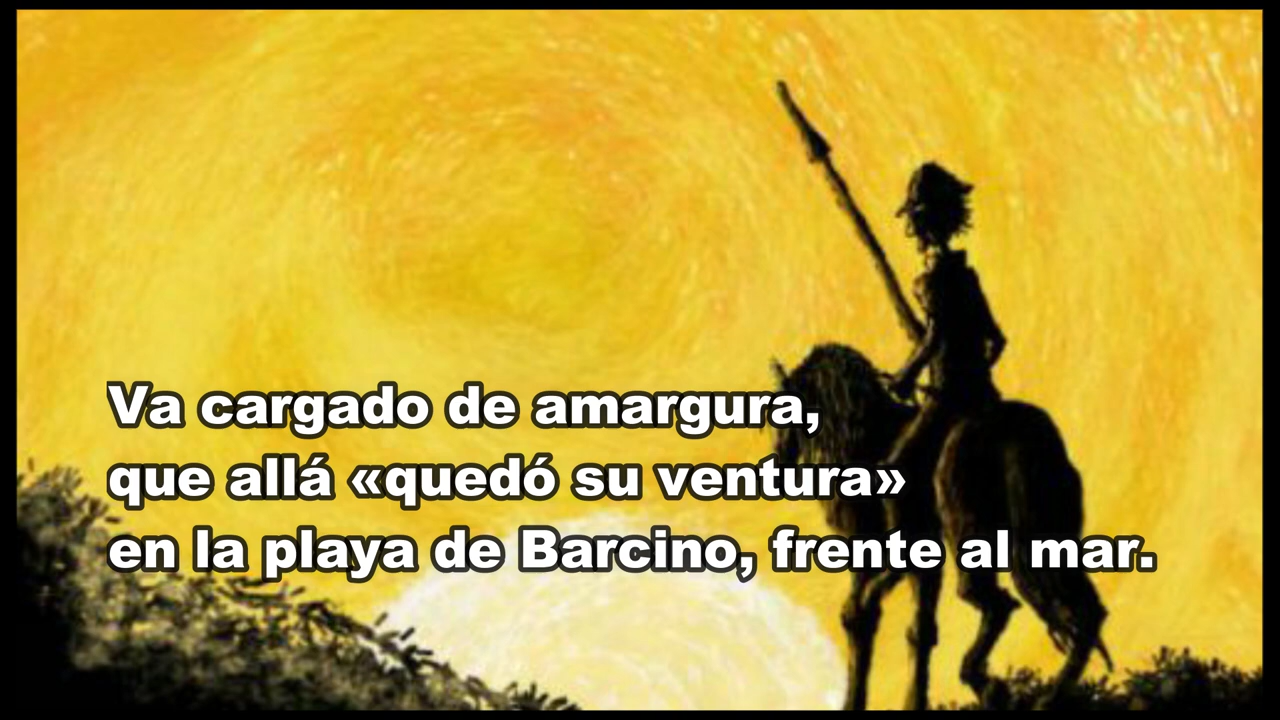 Va cargado de amargura,
que allá «quedó su ventura»
en la playa de Barcino, frente al mar.